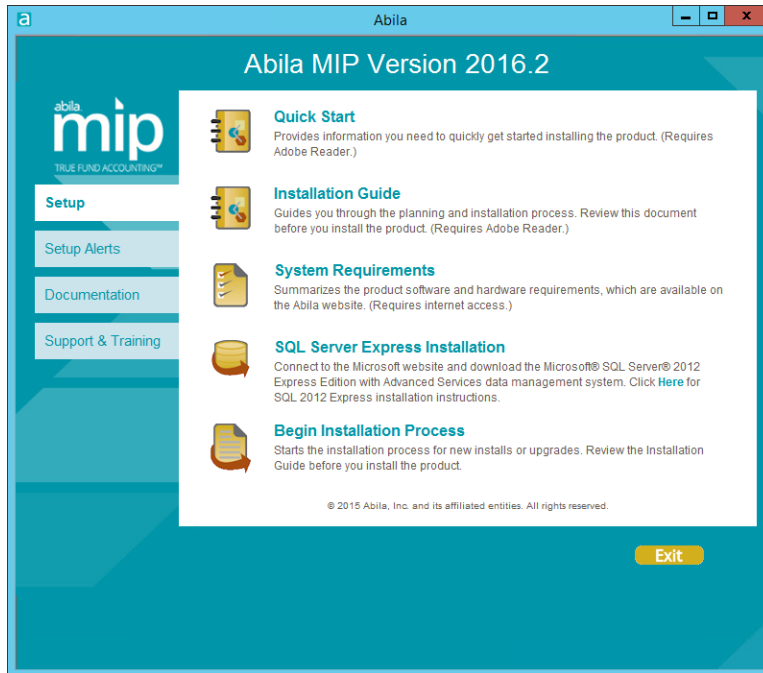 a
Abila
Abila MIP Version 2016.2
abila
mip
TRUE FUND ACCOUNTING™
Setup
Setup Alerts
Documentation
Support & Training
Quick Start
Provides information you need to quickly get started installing the product. (Requires
Adobe Reader.)
Installation Guide
Guides you through the planning and installation process. Review this document
before you install the product. (Requires Adobe Reader.)
System Requirements
Summarizes the product software and hardware requirements, which are available on
the Abila website. (Requires internet access.)
SQL Server Express Installation
Connect to the Microsoft website and download the Microsoft® SQL Server® 2012
Express Edition with Advanced Services data management system. Click Here for
SQL 2012 Express installation instructions.
Begin Installation Process
Starts the installation process for new installs or upgrades. Review the Installation
Guide before you install the product.
© 2015 Abila, Inc. and its affiliated entities. All rights reserved.
Exit